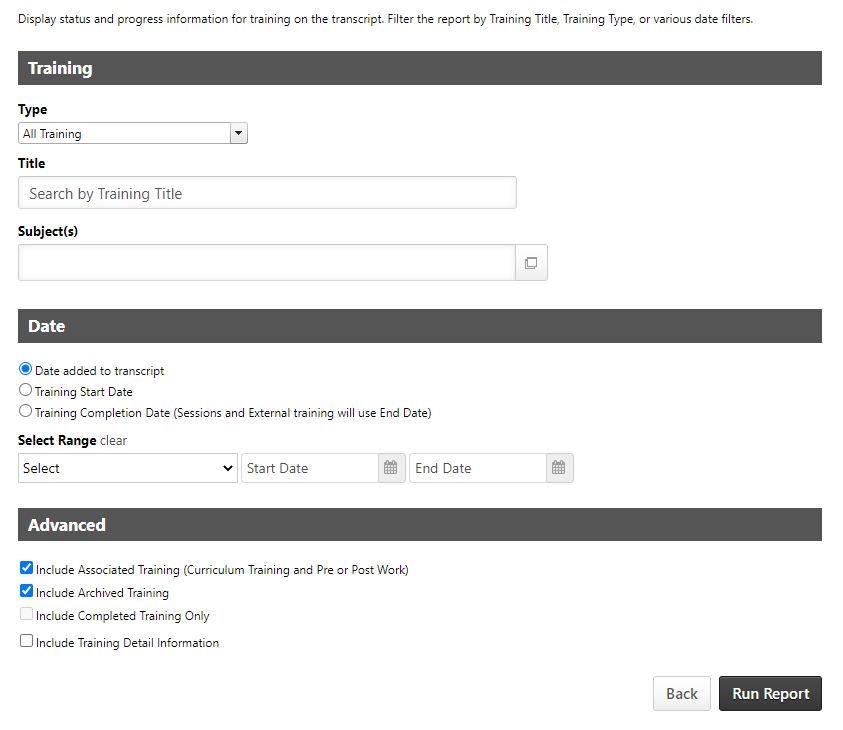 Display status and progress information for training on the transcript. Filter the report by Training Title, Training Type, or various date filters.
Training
Type
All Training
Title
Search by Training Title
Subject(s)
Date
Date added to transcript
Training Start Date
Training Completion Date (Sessions and External training will use End Date)
Select Range clear
Select Start Date End Date
Advanced
Include Associated Training (Curriculum Training and Pre or Post Work)
Include Archived Training
Include Completed Training Only
Include Training Detail Information
Back Run Report